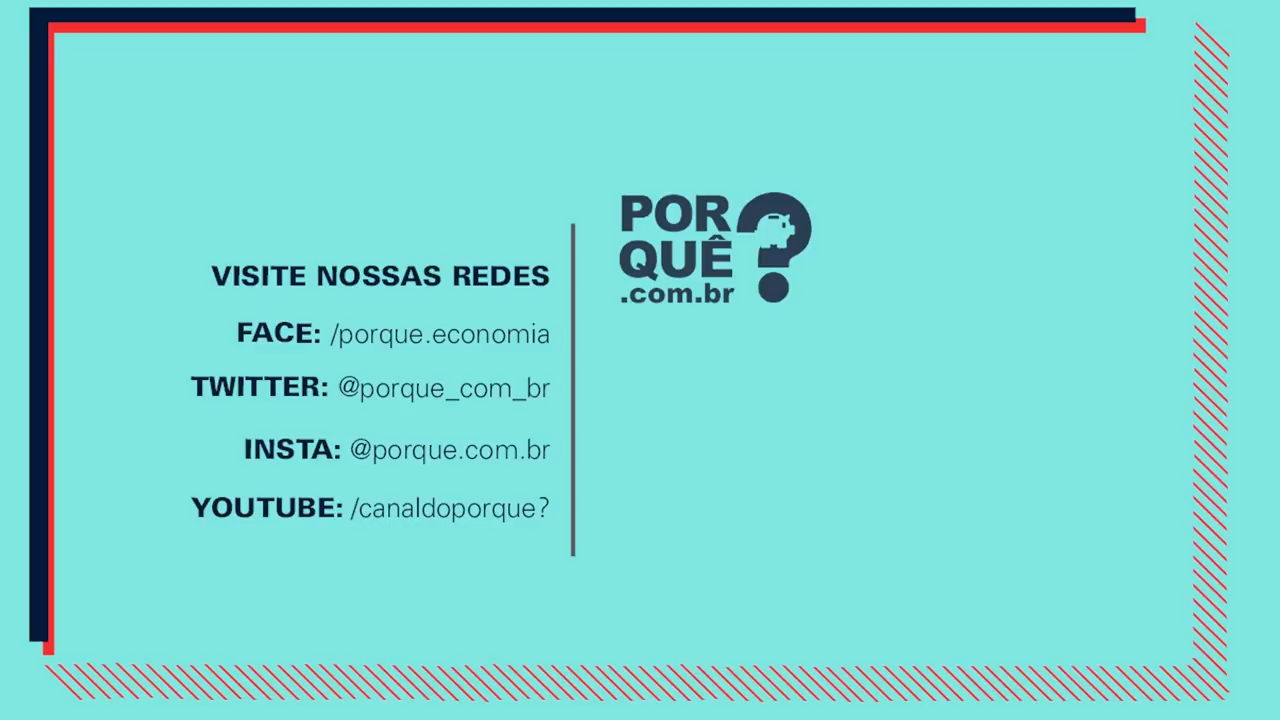 VISITE NOSSAS REDES
FACE: /porque.economia
TWITTER: @porque_com_br
INSTA: @porque.com.br
YOUTUBE: /canaldoporque?
POR
QUÊ?
.com.br